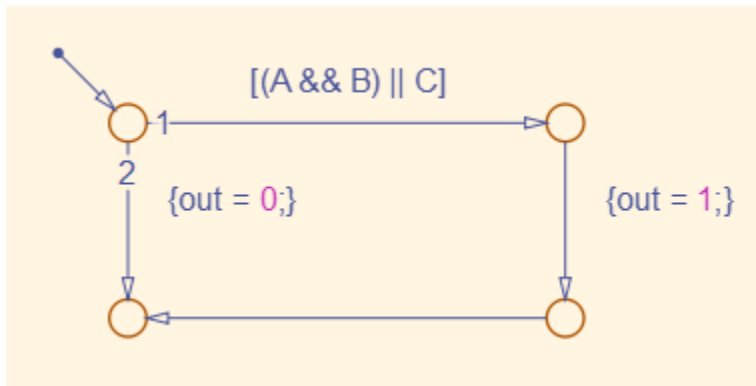 [(A && B) || C]
1
2
{out = 0;}
{out = 1;}